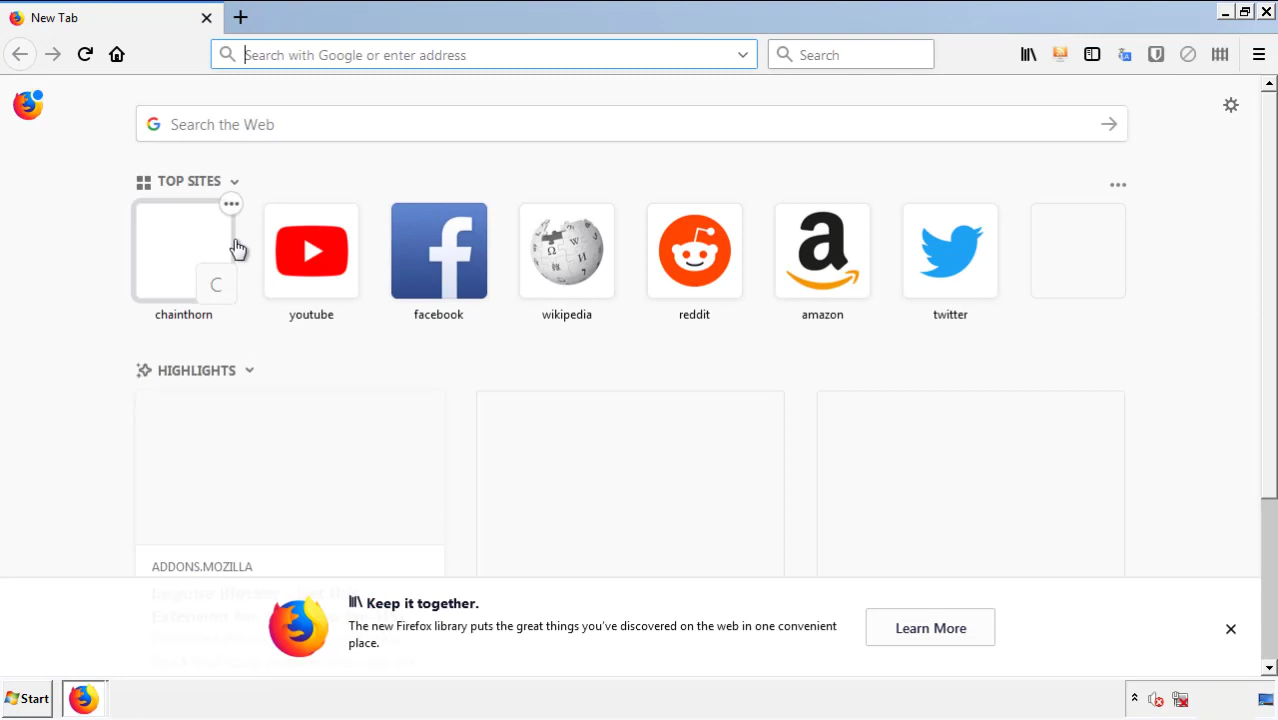 New Tab
Search with Google or enter address
Search
Search the Web
TOP SITES
C
chainthorn
youtube
facebook
wikipedia
reddit
amazon
twitter
HIGHLIGHTS
ADDONS.MOZILLA
Keep it together.
The new Firefox library puts the great things you've discovered on the web in one convenient
place.
Learn More
Start